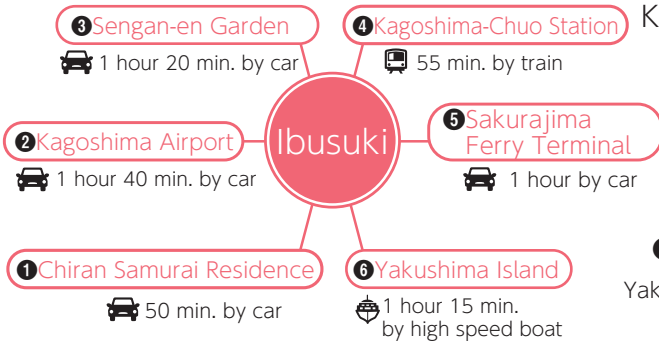 ❸Sengan-en Garden
1 hour 20 min. by car
❹Kagoshima-Chuo Station
55 min. by train
K
❷Kagoshima Airport
1 hour 40 min. by car
Ibusuki
❺Sakurajima
Ferry Terminal
1 hour by car
❶Chiran Samurai Residence
50 min. by car
❻Yakushima Island
1 hour 15 min.
by high speed boat
Yak